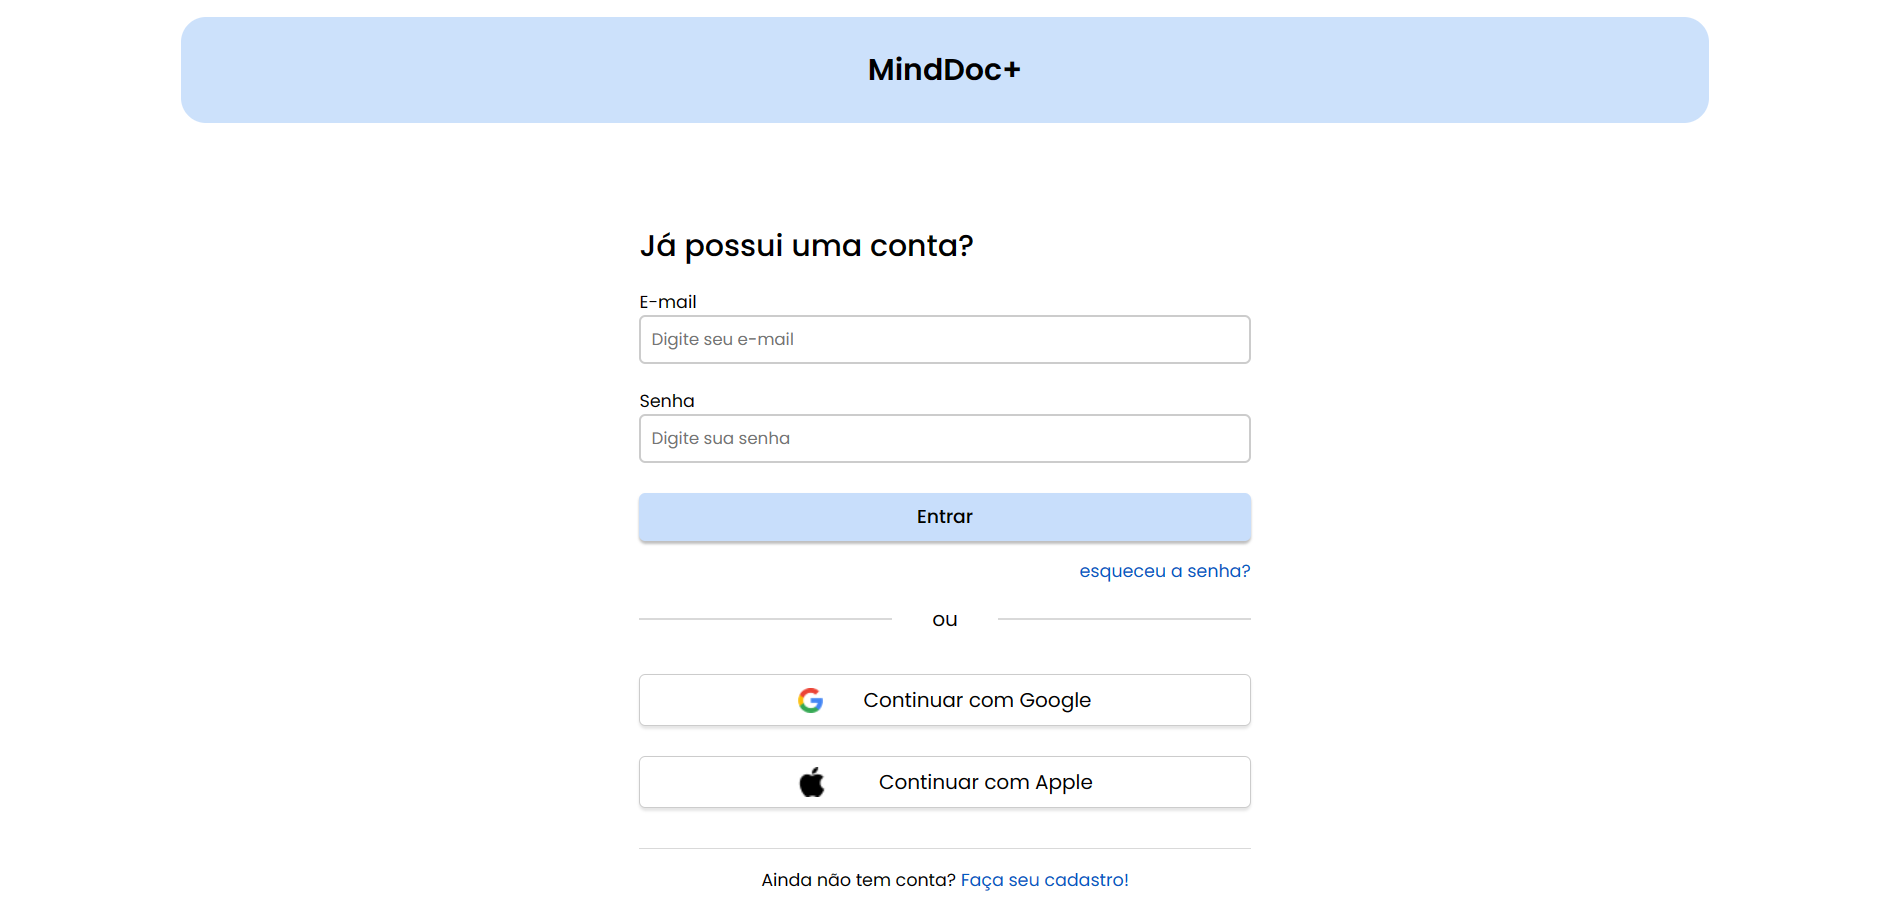 MindDoc+
Já possui uma conta?
E-mail
Digite seu e-mail
Senha
Digite sua senha
Entrar
esqueceu a senha?
ou
Continuar com Google
Continuar com Apple
Ainda não tem conta? Faça seu cadastro!